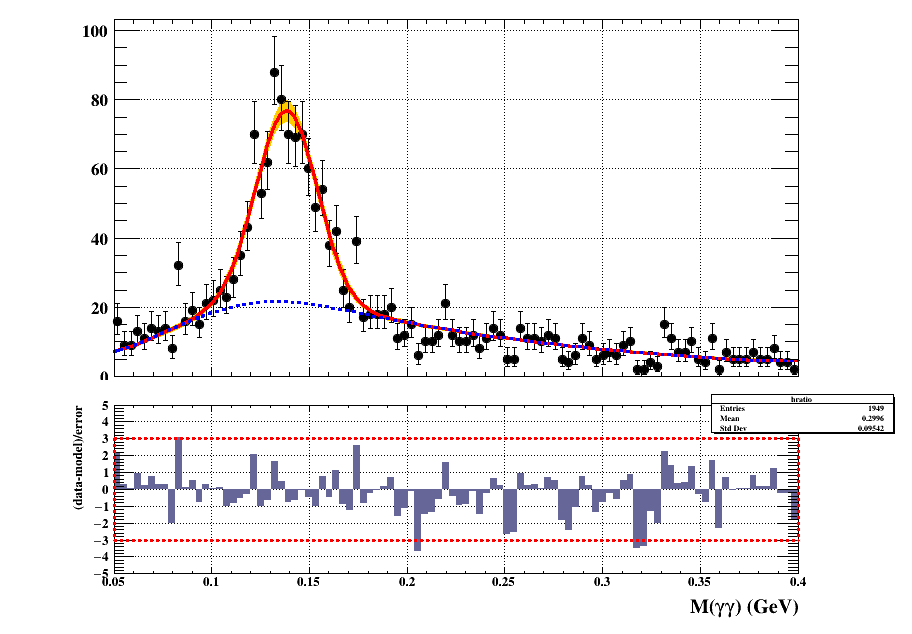 100
80
60
40
20
0
hratio
Entries 1949
Mean 0.2996
Std Dev 0.09542
(data-model)/error
5
4
3
2
1
0
−1
−2
−3
−4
−5
0.05 0.1 0.15 0.2 0.25 0.3 0.35 0.4
M(γγ) (GeV)